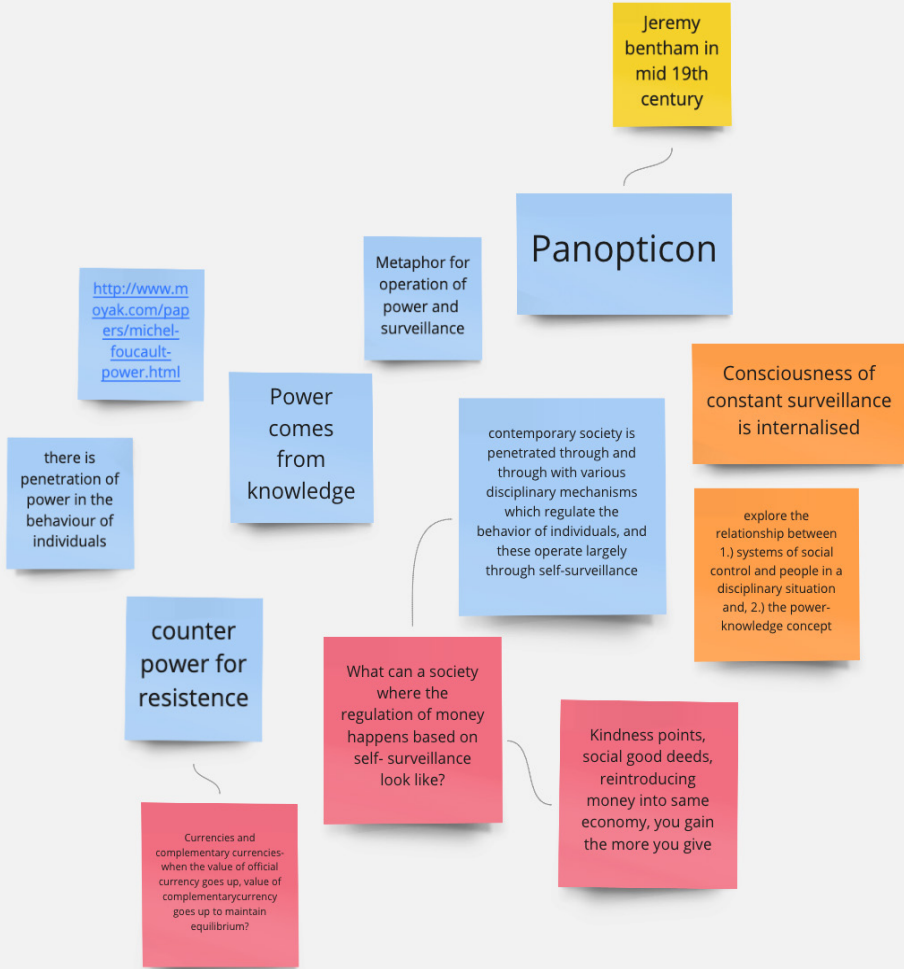 Jeremy
bentham in
mid 19th
century
Panopticon
Metaphor for
operation of
power and
surveillance
http://www.m
oyak.com/pap
ers/michel-
foucault-
power.html
Consciousness of
constant surveillance
is internalised
Power
comes
from
knowledge
contemporary society is
penetrated through and
through with various
disciplinary mechanisms
which regulate the
behavior of individuals, and
these operate largely
through self-surveillance
there is
penetration of
power in the
behaviour of
individuals
explore the
relationship between
1.) systems of social
control and people in a
disciplinary situation
and, 2.) the power-
knowledge concept
counter
power for
resistence
What can a society
where the
regulation of money
happens based on
self- surveillance
look like?
Kindness points,
social good deeds,
reintroducing
money into same
economy, you gain
the more you give
Currencies and
complementary currencies-
when the value of official
currency goes up, value of
complementarycurrency
goes up to maintain
equilibrium?